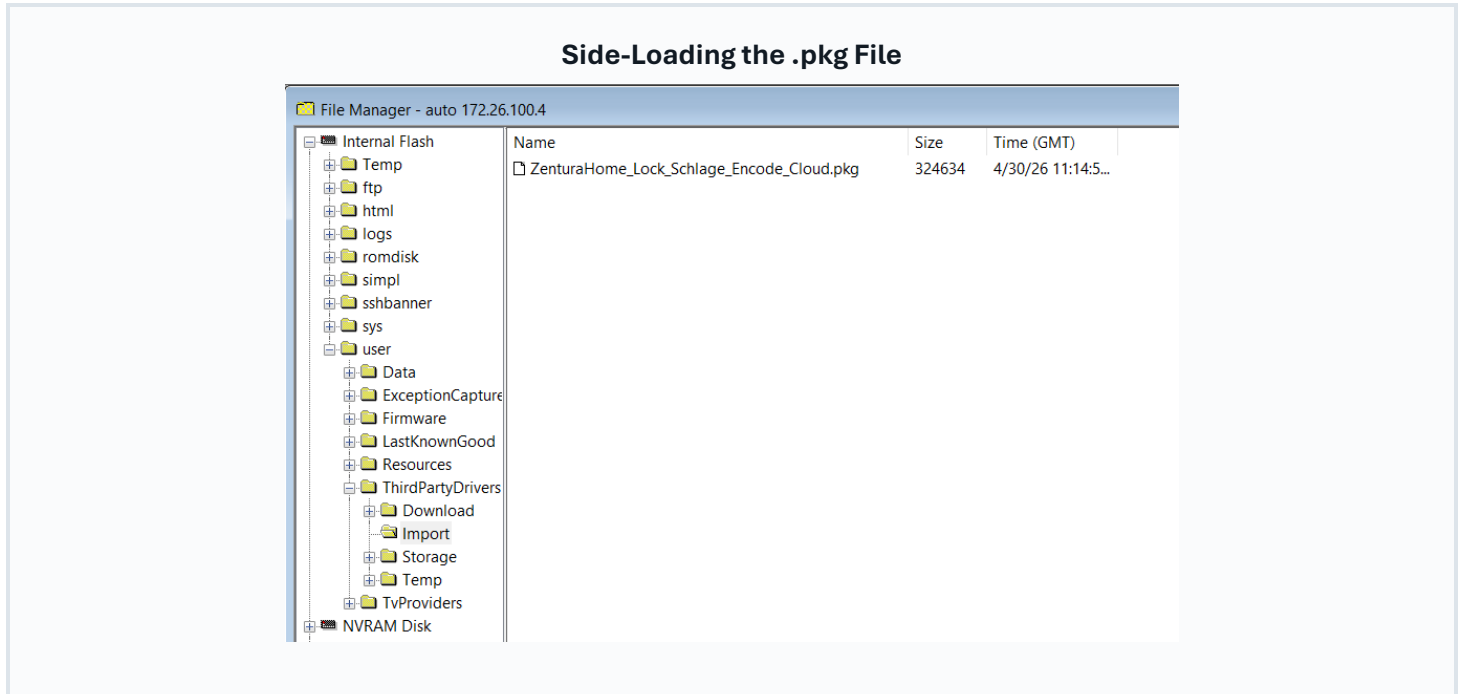 Side-Loading the .pkg File
File Manager - auto 172.26.100.4
Internal Flash
Temp
ftp
html
logs
romdisk
simpl
sshbanner
sys
user
Data
ExceptionCapture
Firmware
LastKnownGood
Resources
ThirdPartyDrivers
Download
Import
Storage
Temp
TvProviders
NVRAM Disk
Name Size Time (GMT)
ZenturaHome_Lock_Schlage_Encode_Cloud.pkg 324634 4/30/26 11:14:5...